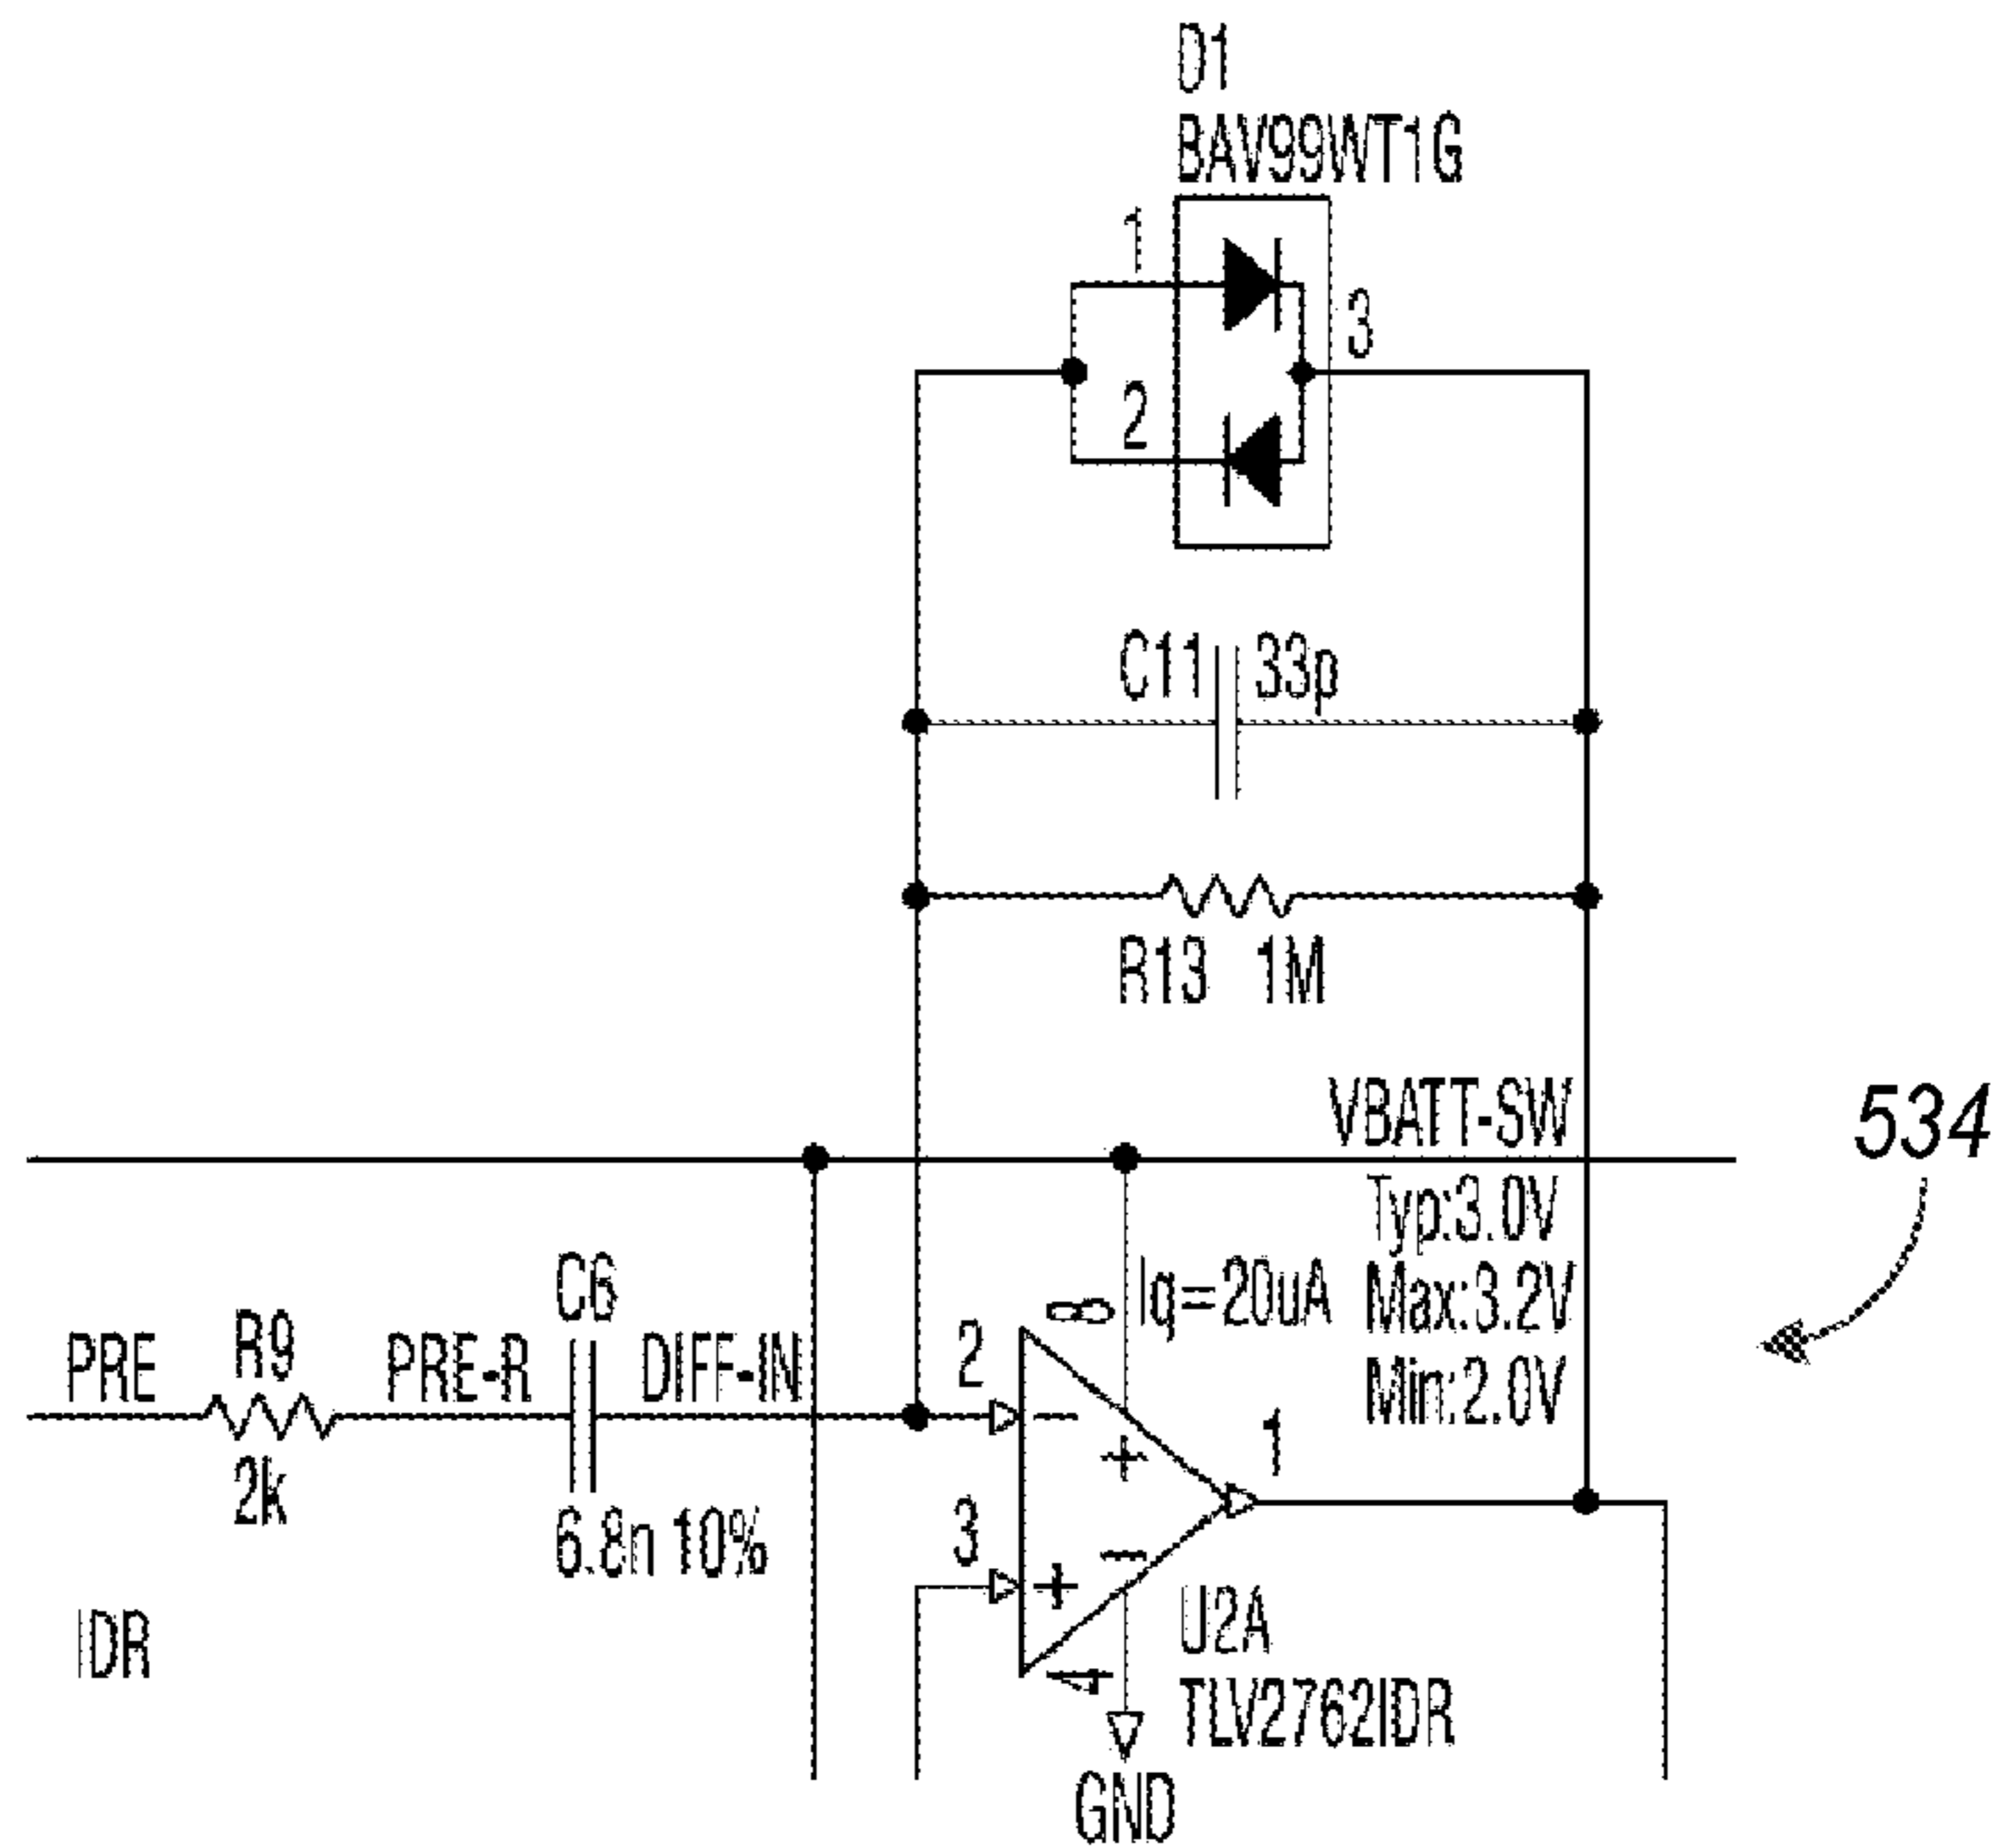 D1
BAV99WT1G
1
3
2
C11 33p
R13 1M
VBATT-SW
534
Typ:3.0V
Iq=20uA
Max:3.2V
Min:2.0V
8
C6
R9
PRE
PRE-R
DIFF-IN
2
2k
6.8n 10%
1
3
+
−
−
+
U2A
TLV2762IDR
4
IDR
GND